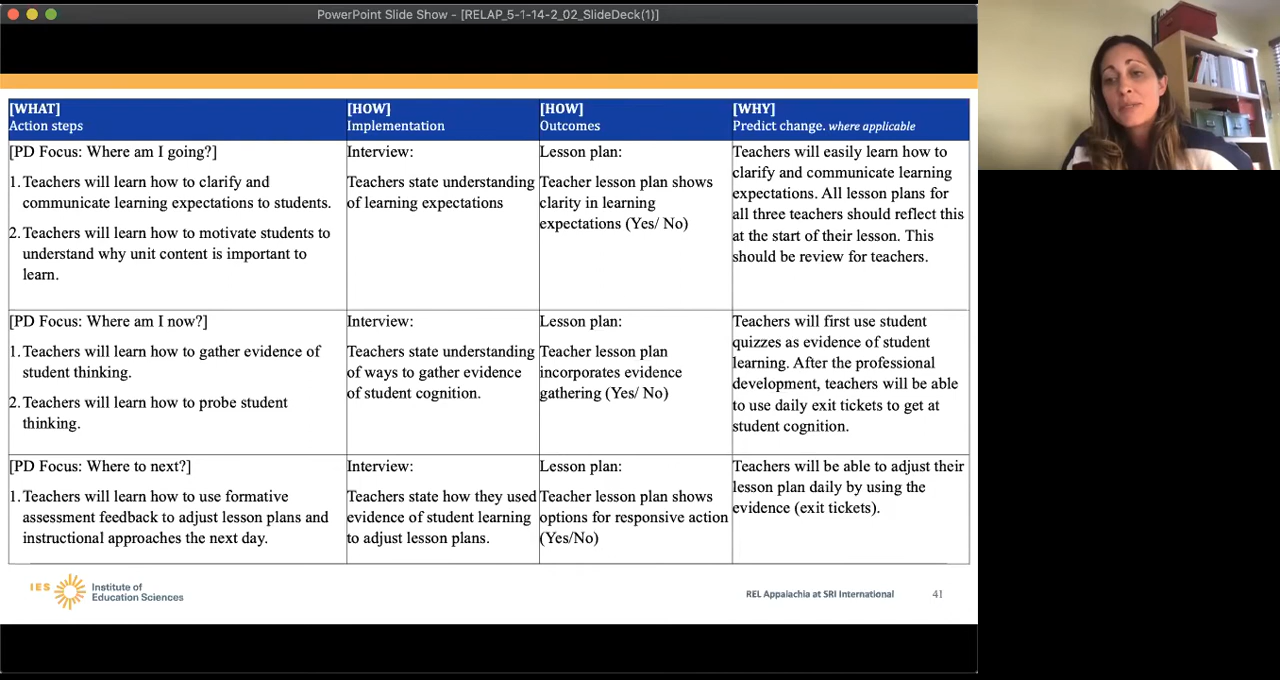 PowerPoint Slide Show - [RELAP_5-1-14-2_02_SlideDeck(1)]
[WHAT]
Action steps
[HOW]
Implementation
[HOW]
Outcomes
[WHY]
Predict change. where applicable
[PD Focus: Where am I going?]
1. Teachers will learn how to clarify and
communicate learning expectations to students.
2. Teachers will learn how to motivate students to
understand why unit content is important to
learn.
Interview:
Teachers state understanding
of learning expectations
Lesson plan:
Teacher lesson plan shows
clarity in learning
expectations (Yes/ No)
Teachers will easily learn how to
clarify and communicate learning
expectations. All lesson plans for
all three teachers should reflect this
at the start of their lesson. This
should be review for teachers.
[PD Focus: Where am I now?]
1. Teachers will learn how to gather evidence of
student thinking.
2. Teachers will learn how to probe student
thinking.
Interview:
Teachers state understanding
of ways to gather evidence
of student cognition.
Lesson plan:
Teacher lesson plan
incorporates evidence
gathering (Yes/ No)
Teachers will first use student
quizzes as evidence of student
learning. After the professional
development, teachers will be able
to use daily exit tickets to get at
student cognition.
[PD Focus: Where to next?]
1. Teachers will learn how to use formative
assessment feedback to adjust lesson plans and
instructional approaches the next day.
Interview:
Teachers state how they used
evidence of student learning
to adjust lesson plans.
Lesson plan:
Teacher lesson plan shows
options for responsive action
(Yes/No)
Teachers will be able to adjust their
lesson plan daily by using the
evidence (exit tickets).
IES
Institute of
Education Sciences
REL Appalachia at SRI International
41